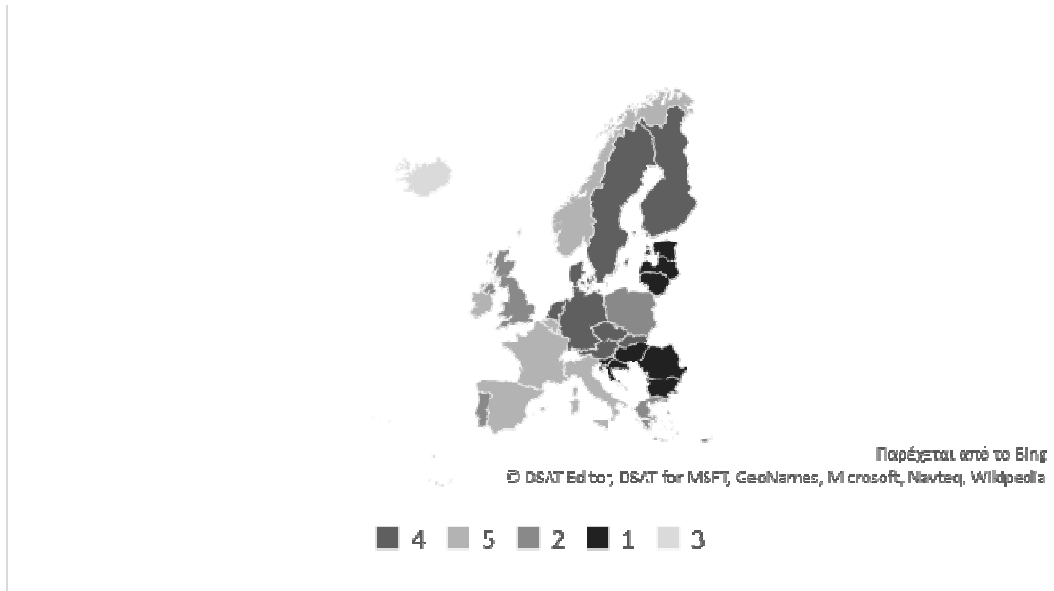 Παρέχεται από το Bing
© DSAT Editor, DSAT for MSFT, GeoNames, Microsoft, Navteq, Wikipedia
4 5 2 1 3